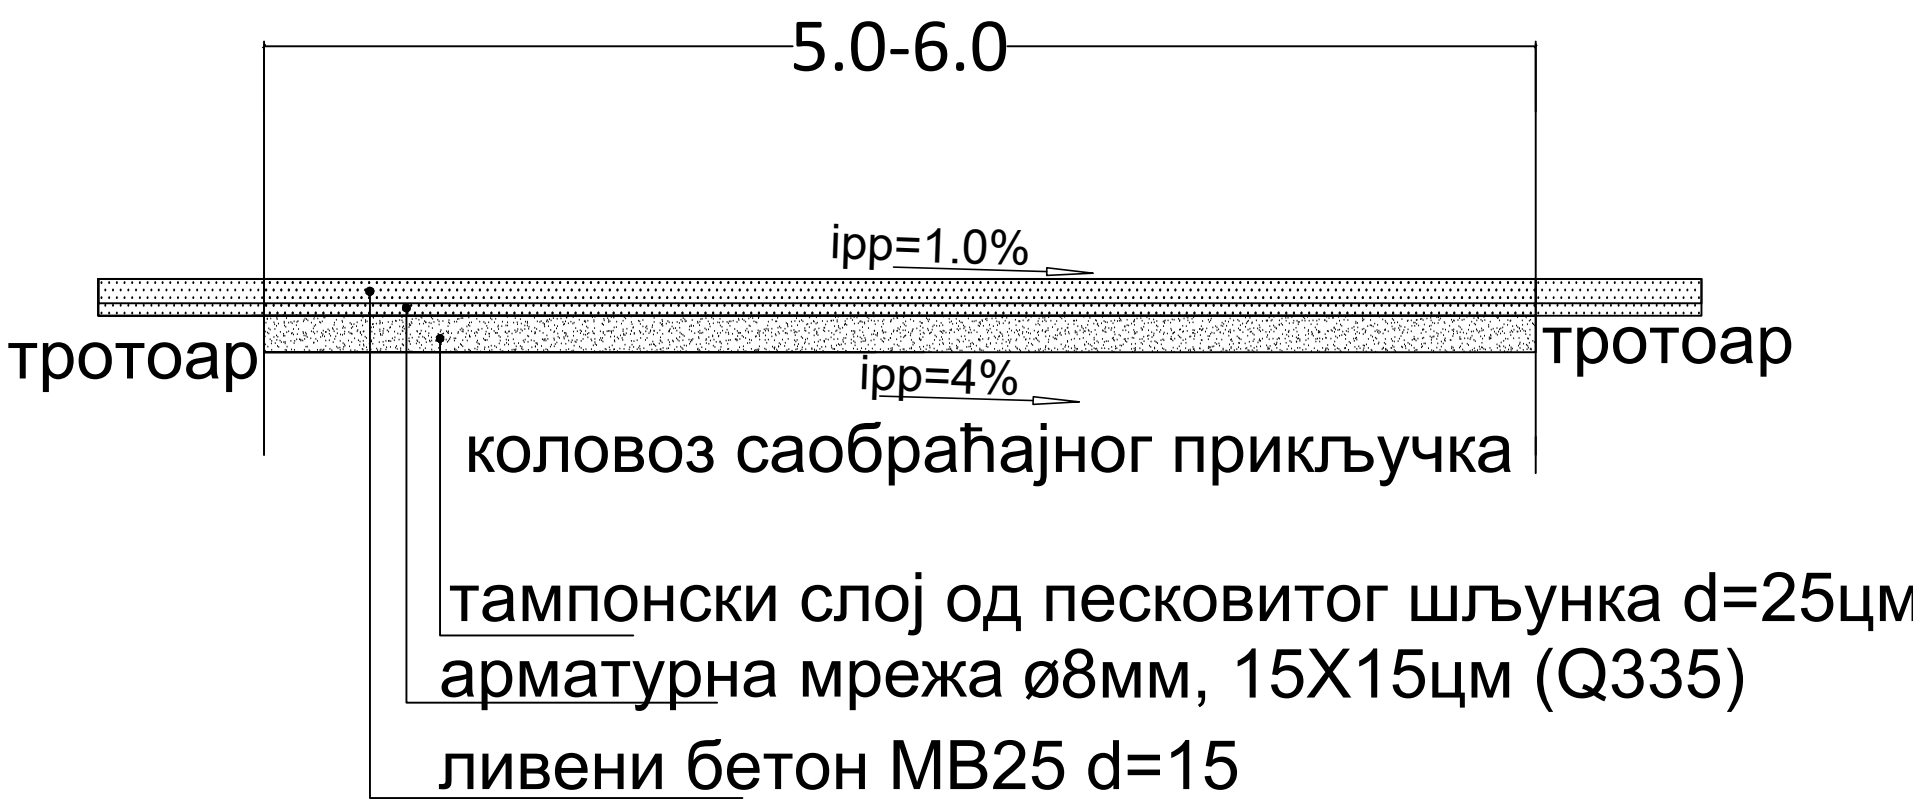 5.0-6.0
ipp=1.0%
тротоар
тротоар
ipp=4%
коловоз саобраћајног прикључка
тампонски слој од песковитог шљунка d=25цм
арматурна мрежа ø8мм, 15X15цм (Q335)
ливени бетон МВ25 d=15